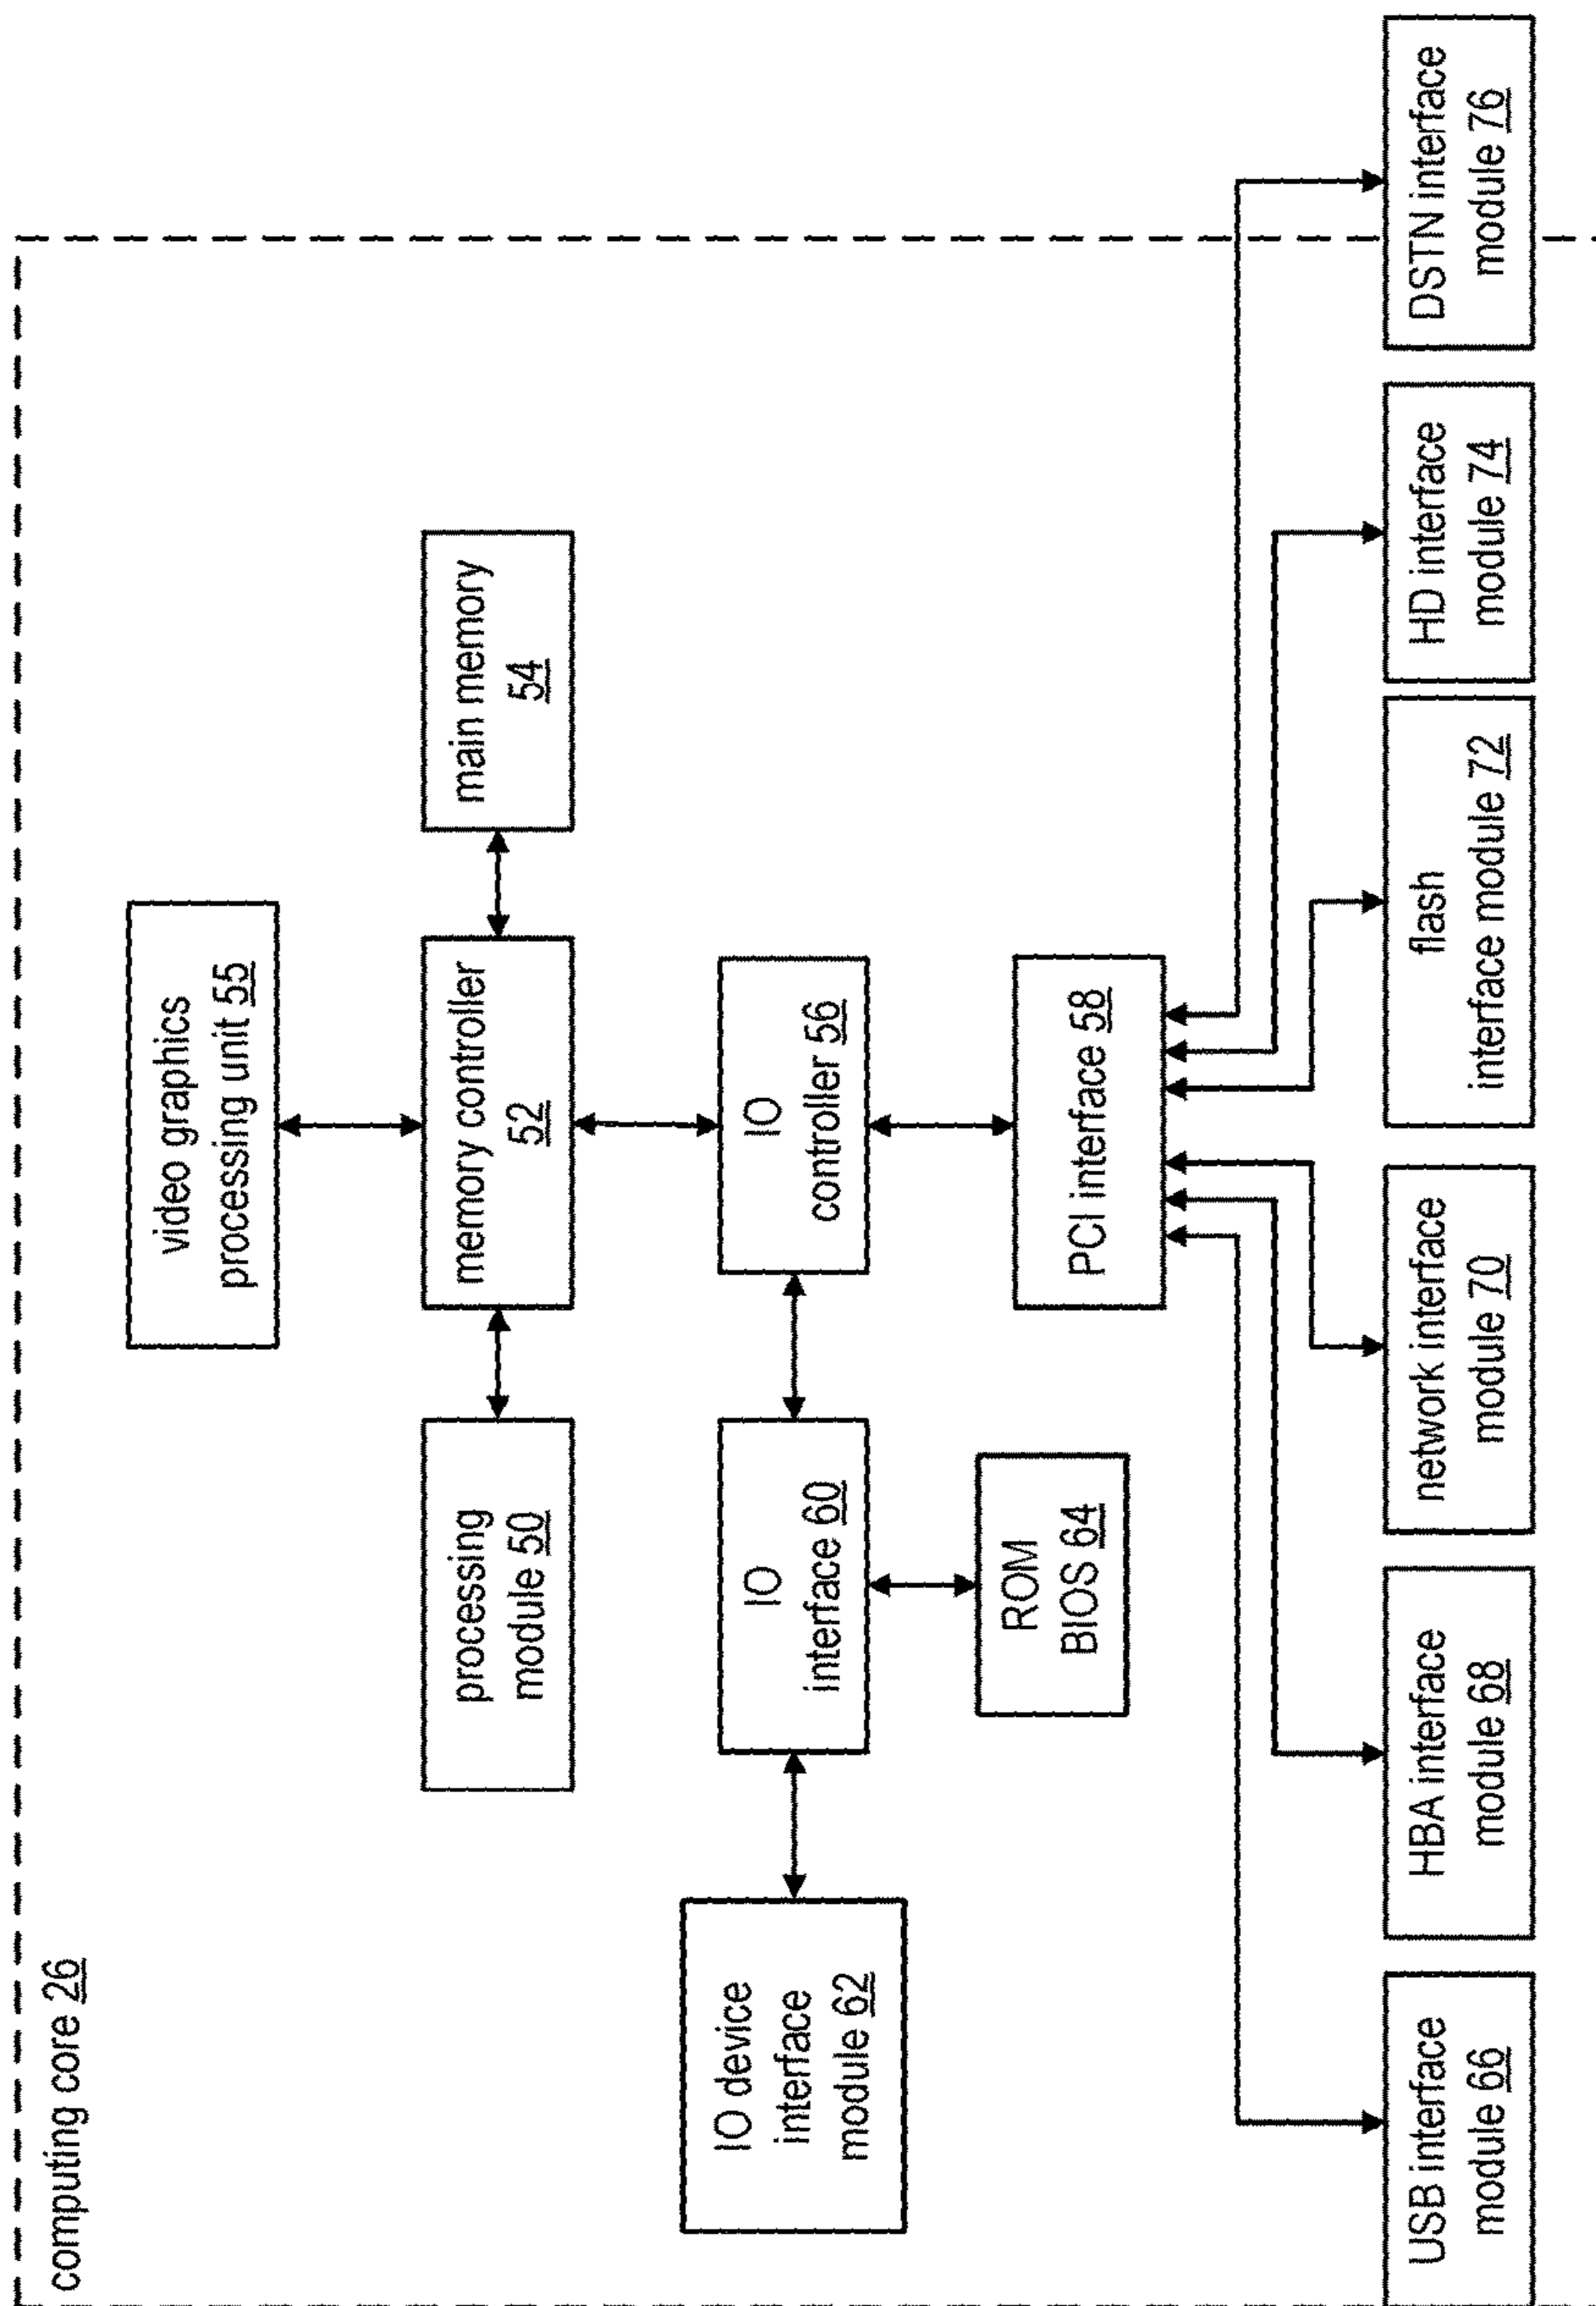 computing core 26
video graphics
processing unit 55
processing
module 50
memory controller
52
main memory
54
IO device
interface
module 62
IO
interface 60
IO
controller 56
ROM
BIOS 64
PCI interface 58
USB interface
module 66
HBA interface
module 68
network interface
module 70
flash
interface module 72
HD interface
module 74
DSTN interface
module 76